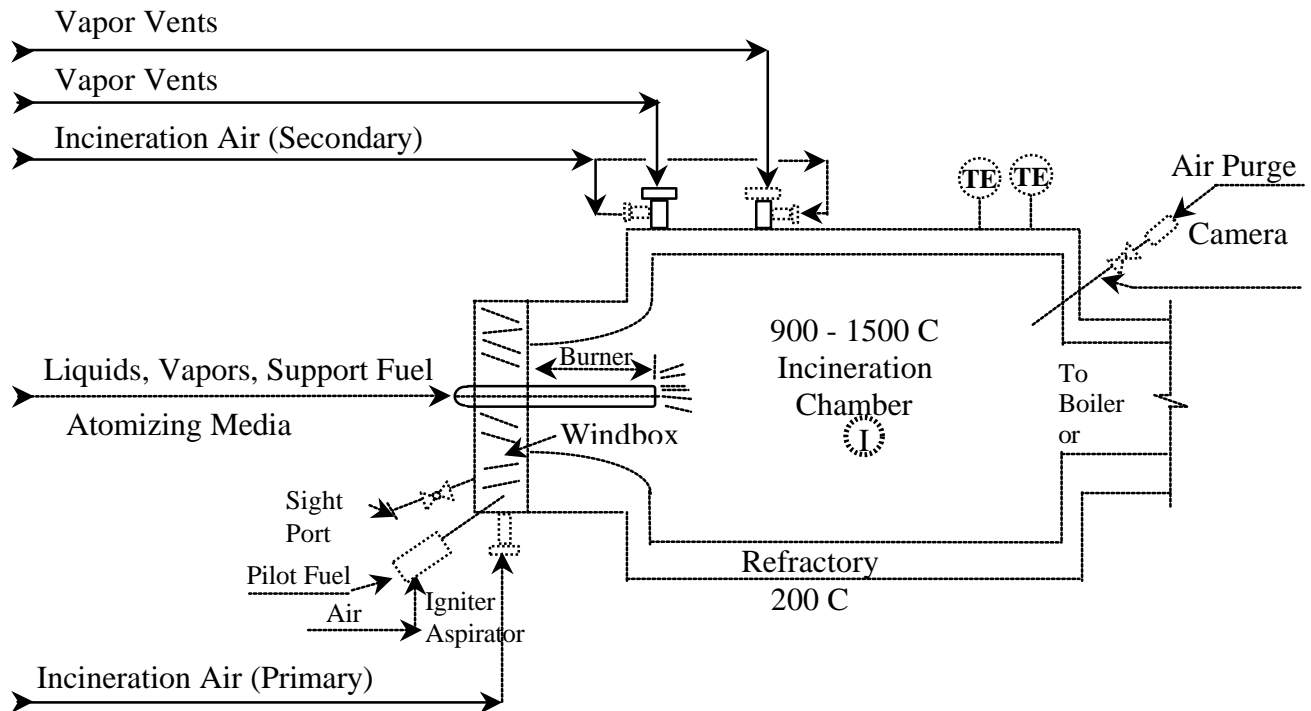 Vapor Vents
Vapor Vents
Incineration Air (Secondary)
TE
TE
Air Purge
Camera
900 - 1500 C
Incineration
Chamber
I
Burner
To
Boiler
or
Liquids, Vapors, Support Fuel
Atomizing Media
Windbox
Sight
Port
Pilot Fuel
Air
Igniter
Aspirator
Refractory
200 C
Incineration Air (Primary)